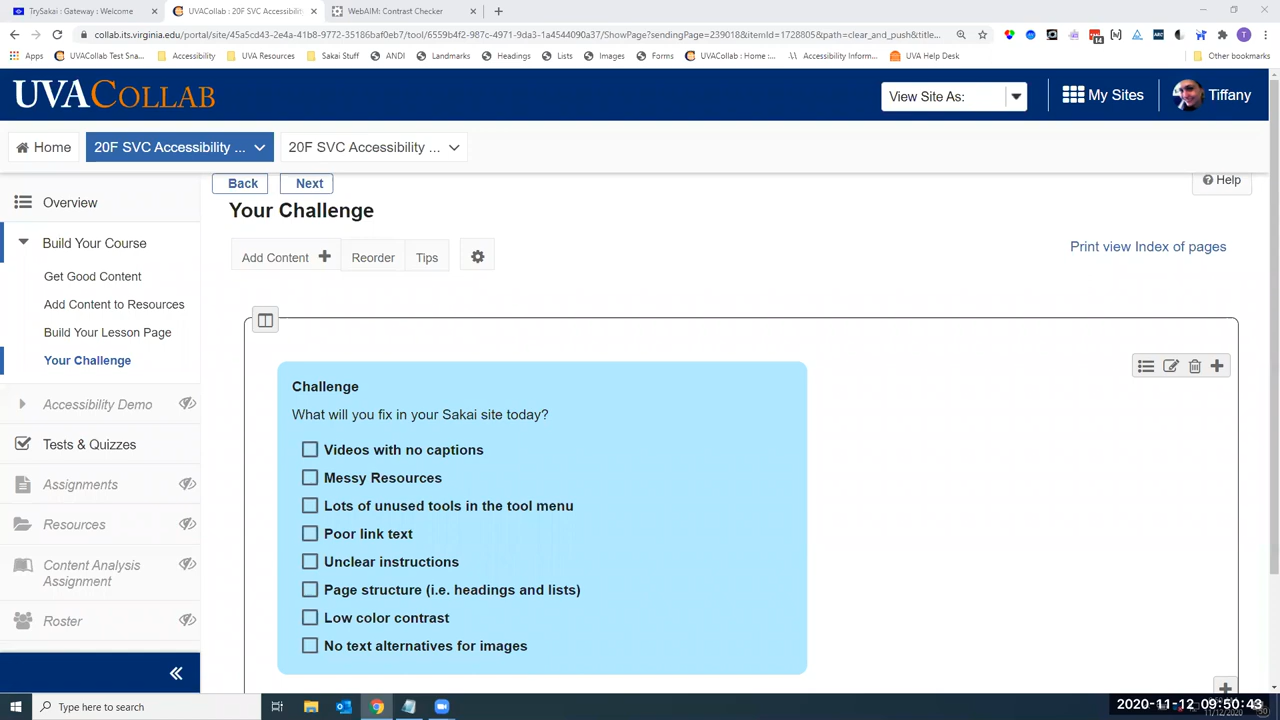 TrySakai : Gateway : Welcome
UVACollab : 20F SVC Accessibility
WebAIM: Contrast Checker
collab.its.virginia.edu/portal/site/45a5cd43-2e4a-41b8-9772-35186baf0ec1/tool/6559b4f2-987c-4971-9da3-1a4544090a37/ShowPage?sendingPage=239018&itemId=1728805&path=clear_and_push&title...
Apps
UVACollab Test Sna...
Accessibility
UVA Resources
Sakai Stuff
ANDI
Landmarks
Headings
Lists
Images
Forms
UVACollab : Home :...
Accessibility Inform...
UVA Help Desk
Other bookmarks
UVACOLLAB
View Site As:
My Sites
Tiffany
Home
20F SVC Accessibility ...
20F SVC Accessibility ...
Back
Next
Help
Overview
Your Challenge
Build Your Course
Add Content
Reorder
Tips
Print view Index of pages
Get Good Content
Add Content to Resources
Build Your Lesson Page
Your Challenge
Accessibility Demo
Tests & Quizzes
Assignments
Resources
Content Analysis
Assignment
Roster
Challenge
What will you fix in your Sakai site today?
Videos with no captions
Messy Resources
Lots of unused tools in the tool menu
Poor link text
Unclear instructions
Page structure (i.e. headings and lists)
Low color contrast
No text alternatives for images
Type here to search
2020-11-12 09:50:43